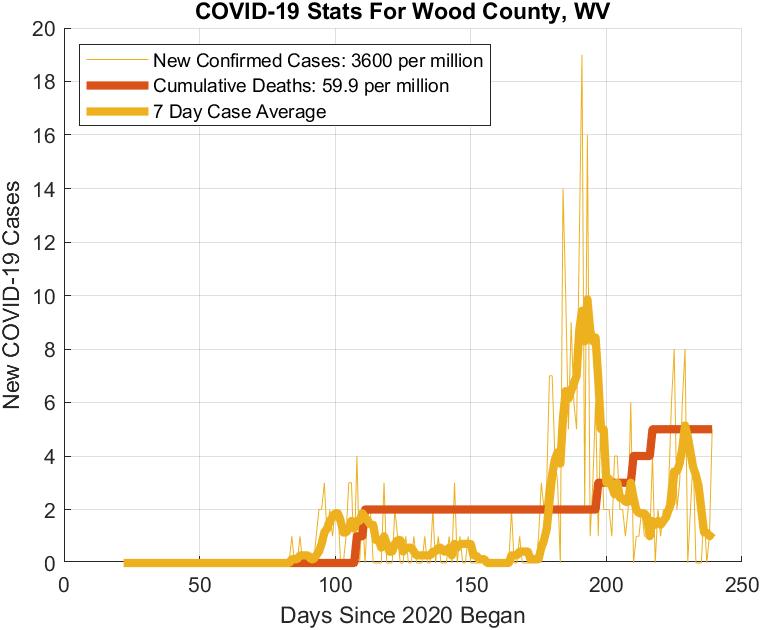 COVID-19 Stats For Wood County, WV
New Confirmed Cases: 3600 per million
Cumulative Deaths: 59.9 per million
7 Day Case Average
New COVID-19 Cases
20
18
16
14
12
10
8
6
4
2
0
0 50 100 150 200 250
Days Since 2020 Began